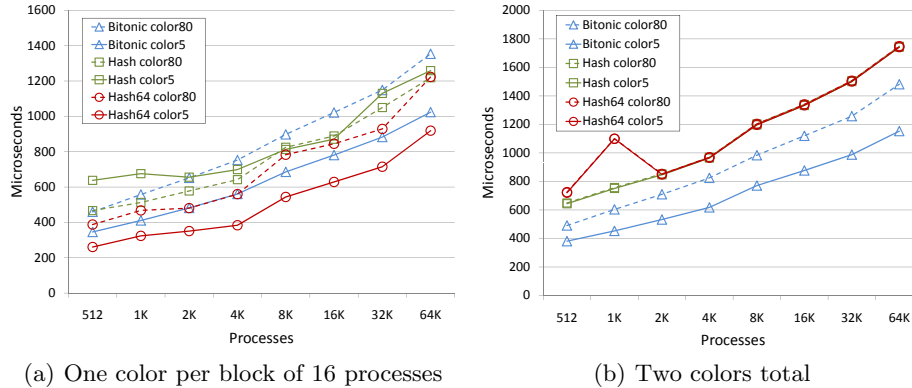 1600
1400
1200
1000
800
600
400
200
0
Microseconds
Bitonic color80
Bitonic color5
Hash color80
Hash color5
Hash64 color80
Hash64 color5
512 1K 2K 4K 8K 16K 32K 64K
Processes
(a) One color per block of 16 processes
2000
1800
1600
1400
1200
1000
800
600
400
200
0
Microseconds
Bitonic color80
Bitonic color5
Hash color80
Hash color5
Hash64 color80
Hash64 color5
512 1K 2K 4K 8K 16K 32K 64K
Processes
(b) Two colors total